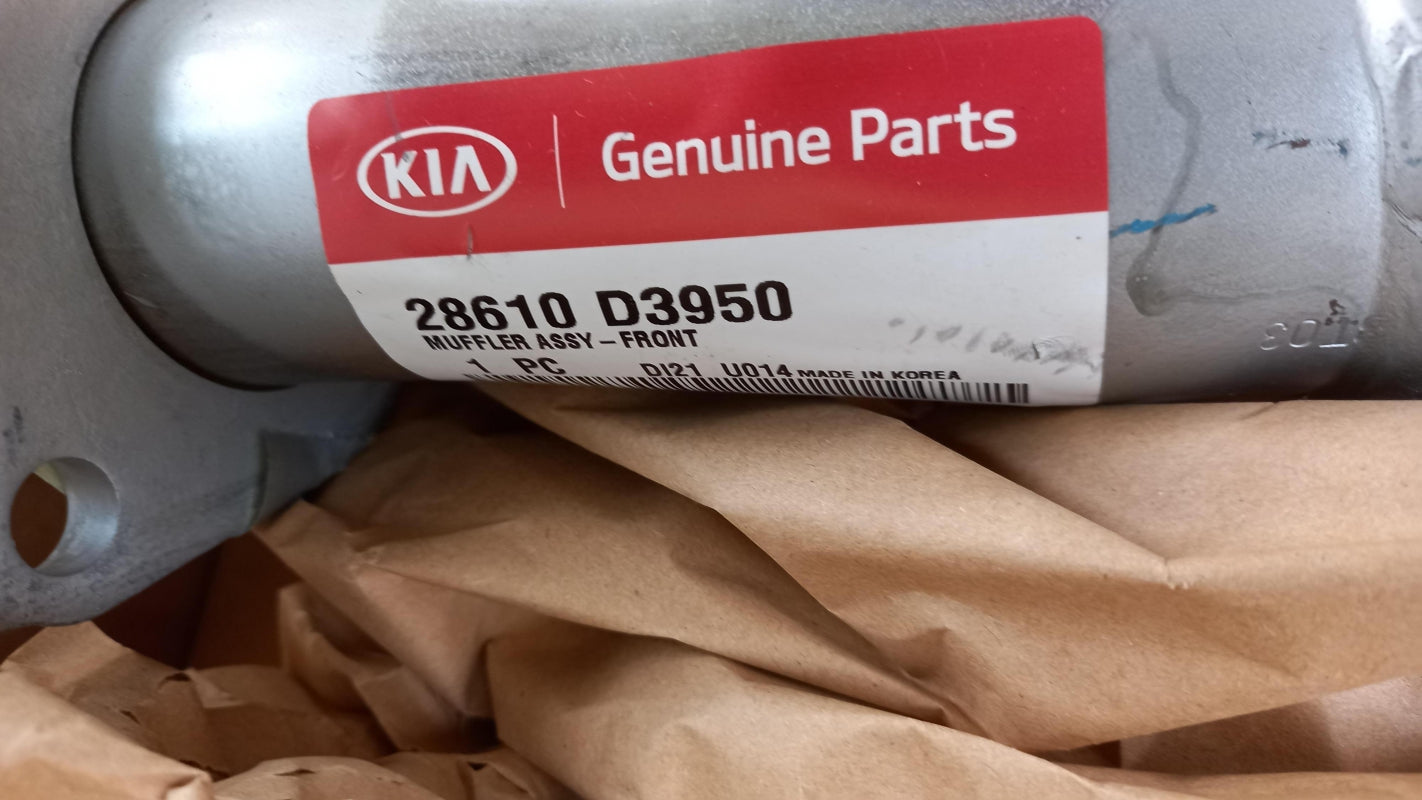 KIA Genuine Parts
28610 D3950
MUFFLER ASSY – FRONT
1 PC DI21 U014 MADE IN KOREA